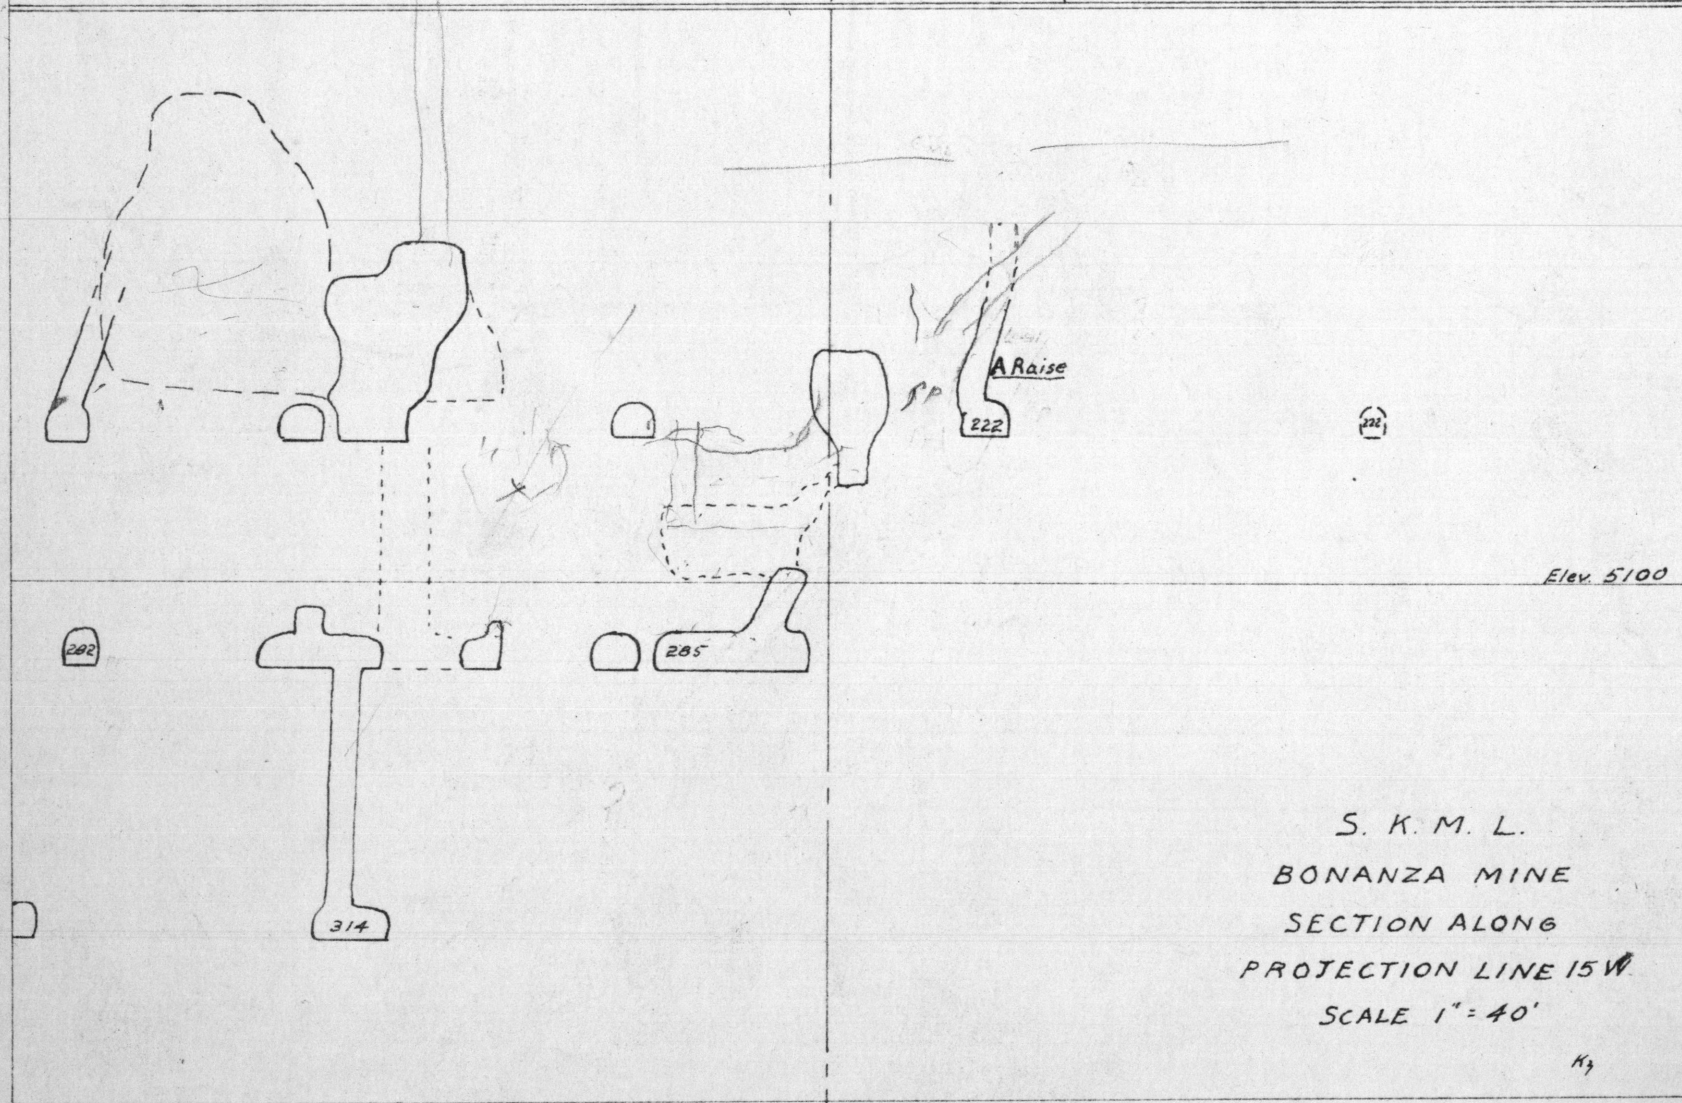 A Raise
222
222
Elev. 5100
282
285
314
S. K. M. L.
BONANZA MINE
SECTION ALONG
PROJECTION LINE 15 W
SCALE 1" = 40'